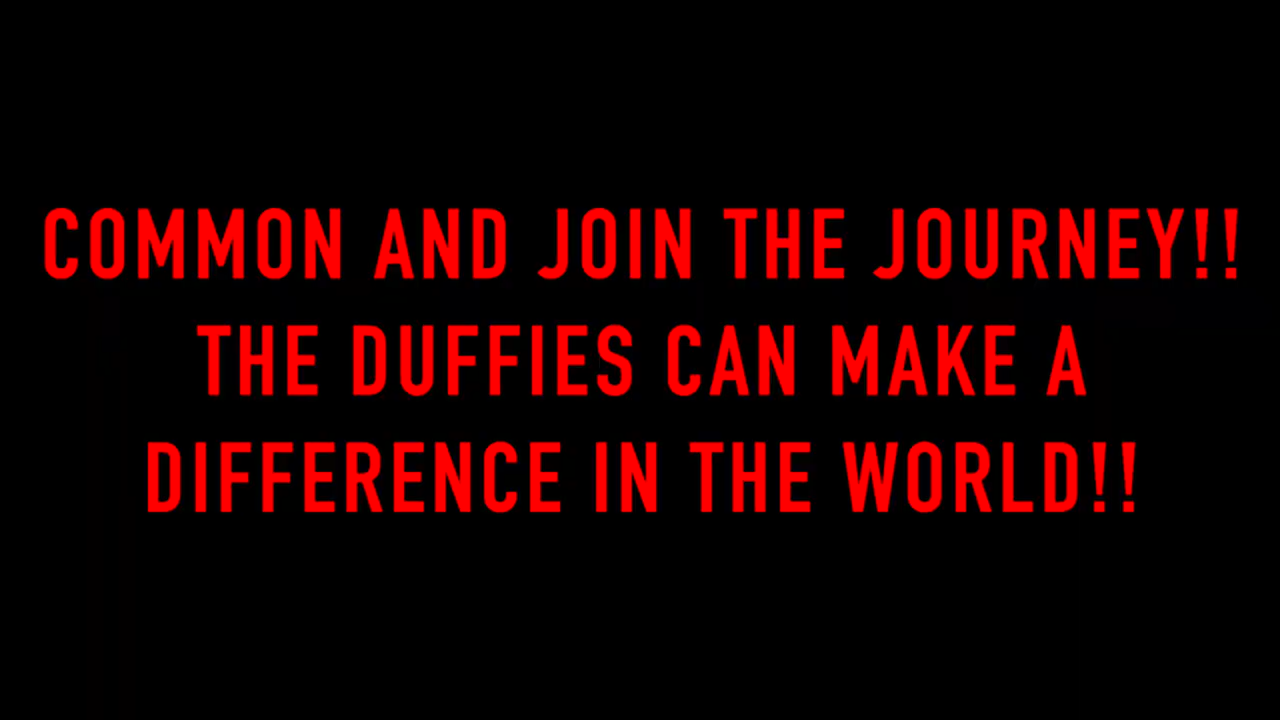 COMMON AND JOIN THE JOURNEY!!
THE DUFFIES CAN MAKE A
DIFFERENCE IN THE WORLD!!